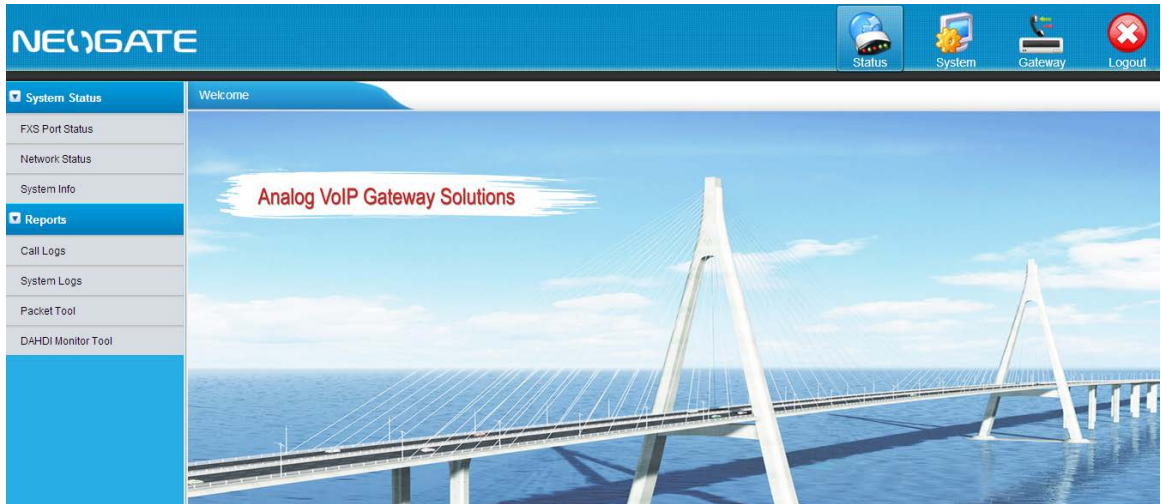 NEOGATE
Status
System
Gateway
Logout
System Status
Welcome
FXS Port Status
Network Status
System Info
Reports
Call Logs
System Logs
Packet Tool
DAHDI Monitor Tool
Analog VoIP Gateway Solutions